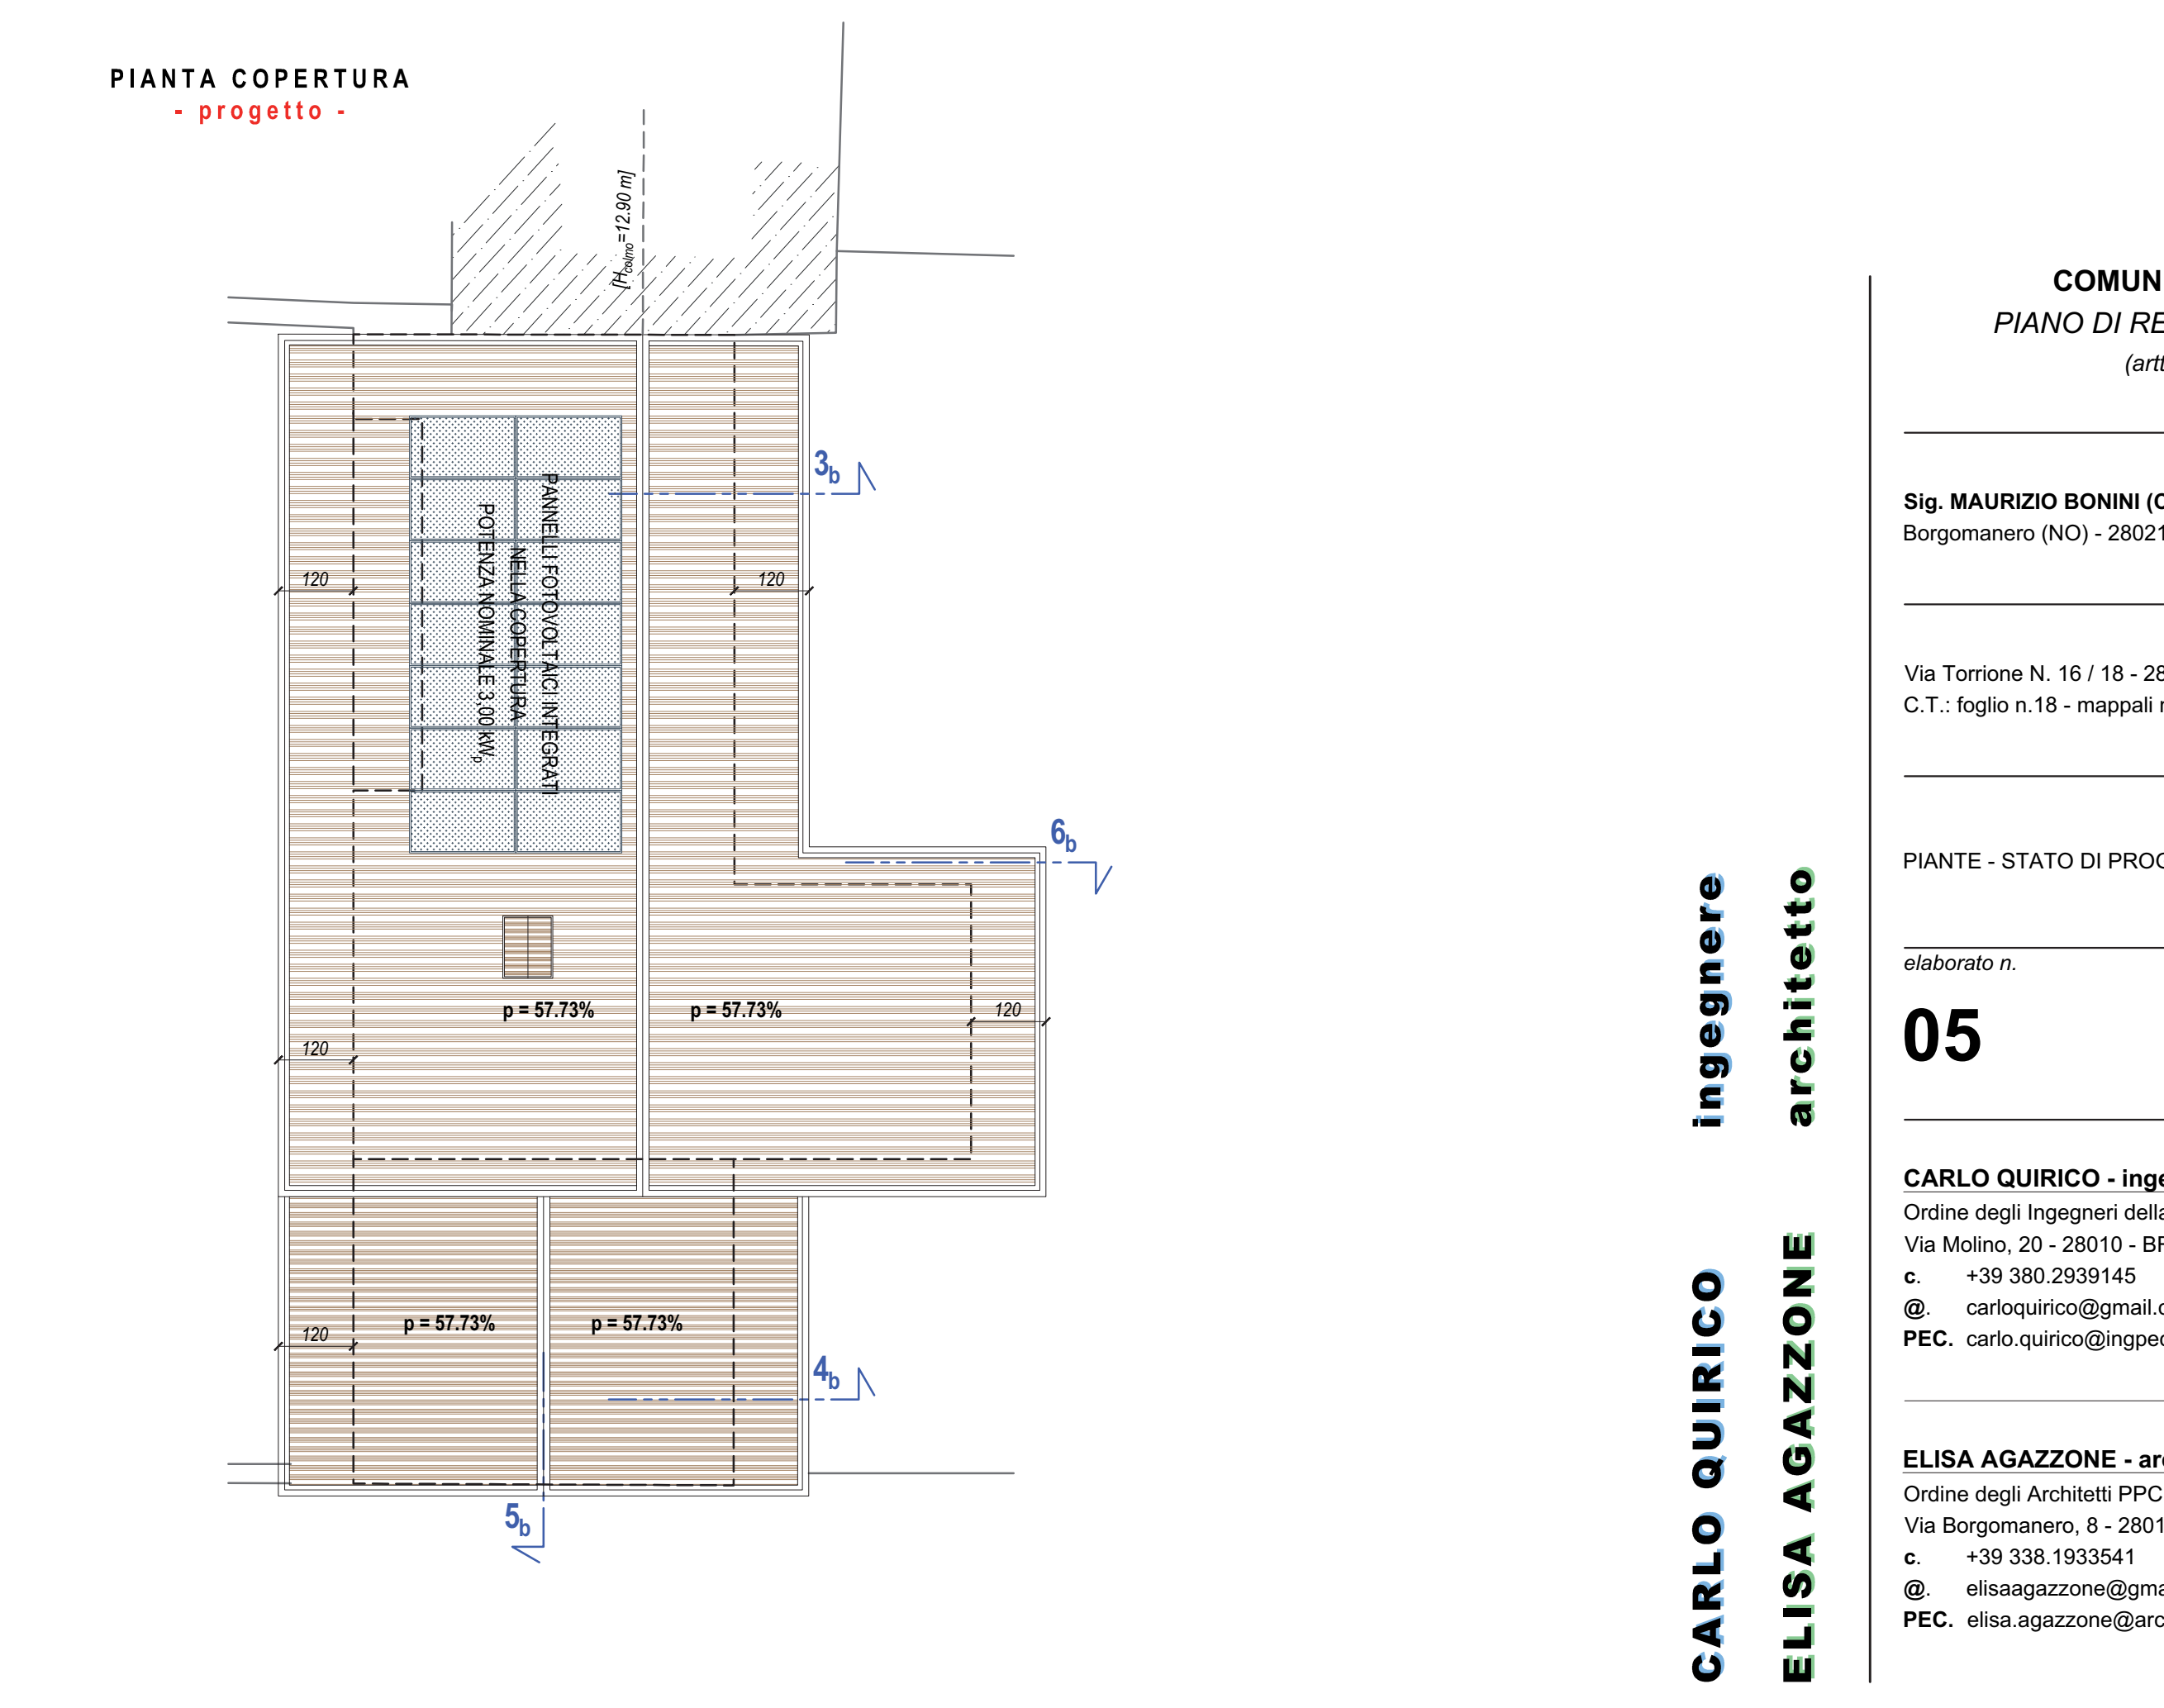 PIANTA COPERTURA
- progetto -
[Hcolmo=12.90 m]
3b
120
120
PANNELLI FOTOVOLTAICI INTEGRATI
NELLA COPERTURA
POTENZA NOMINALE 3,00 kWp
6b
p = 57.73%
p = 57.73%
120
120
p = 57.73%
p = 57.73%
120
4b
5b
CARLO QUIRICO ingegnere
ELISA AGAZZONE architetto
COMUN
PIANO DI RE
(artt
Sig. MAURIZIO BONINI (C
Borgomanero (NO) - 28021
Via Torrione N. 16 / 18 - 28
C.T.: foglio n.18 - mappali n
PIANTE - STATO DI PROG
elaborato n.
05
CARLO QUIRICO - inge
Ordine degli Ingegneri della
Via Molino, 20 - 28010 - BR
c. +39 380.2939145
@. carloquirico@gmail.c
PEC. carlo.quirico@ingpec
ELISA AGAZZONE - arc
Ordine degli Architetti PPC
Via Borgomanero, 8 - 2801
c. +39 338.1933541
@. elisaagazzone@gma
PEC. elisa.agazzone@arc